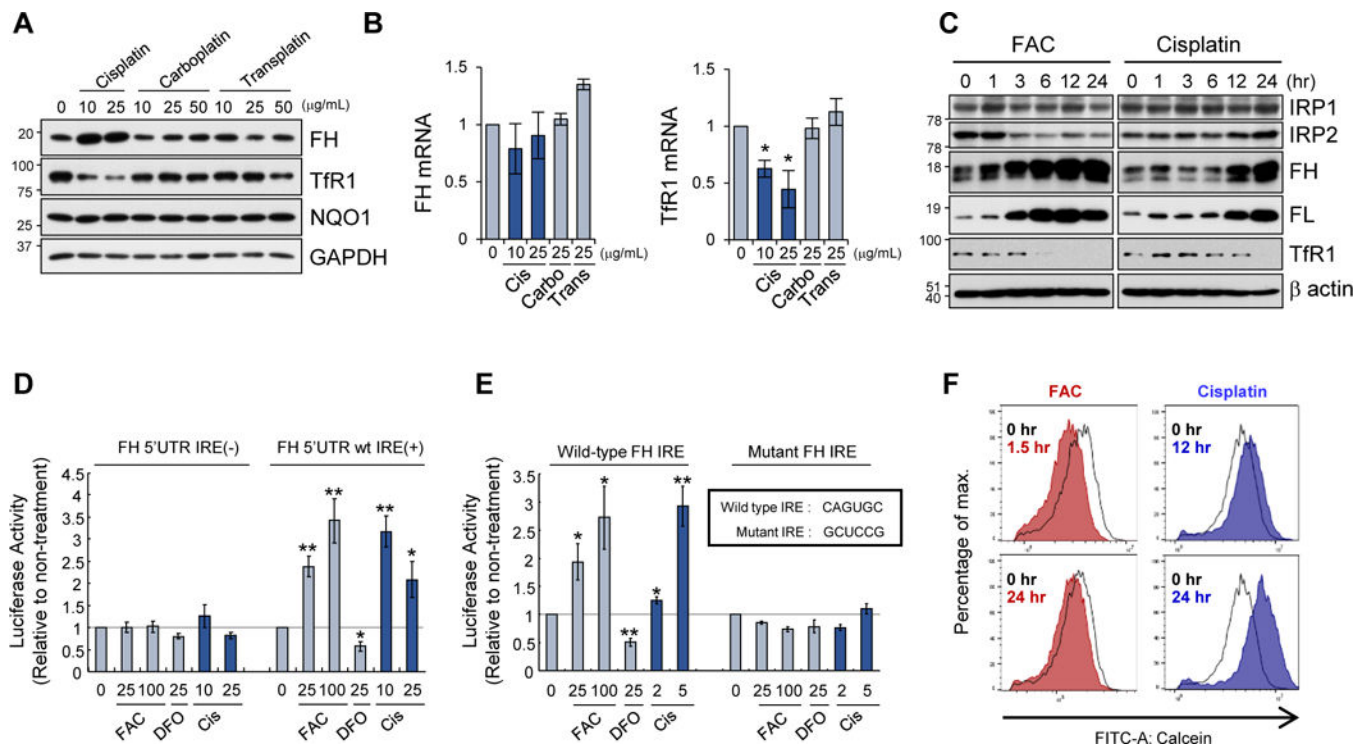 A
Cisplatin Carboplatin Transplatin
0 10 25 10 25 50 10 25 50 (μg/mL)
20 FH
100
75 TfR1
25 NQO1
37 GAPDH
B
FH mRNA
1.5
1
0.5
0
0 10 25 25 25 (μg/mL)
Cis Carbo Trans
TfR1 mRNA
1.5
1
0.5
0
* *
0 10 25 25 25 (μg/mL)
Cis Carbo Trans
C
FAC Cisplatin
0 1 3 6 12 24 0 1 3 6 12 24 (hr)
IRP1
78
IRP2
78
18 FH
19 FL
100
TfR1
51
40 β actin
D
FH 5'UTR IRE(-) FH 5'UTR wt IRE(+)
Luciferase Activity
(Relative to non-treatment)
4.5
4
3.5
3
2.5
2
1.5
1
0.5
0
** ** * ** *
0 25 100 25 10 25 0 25 100 25 10 25
FAC DFO Cis FAC DFO Cis
E
Wild-type FH IRE Mutant FH IRE
Wild type IRE : CAGUGC
Mutant IRE : GCUCCG
Luciferase Activity
(Relative to non-treatment)
3.5
3.0
2.5
2.0
1.5
1.0
0.5
0
* * ** * **
0 25 100 25 2 5 0 25 100 25 2 5
FAC DFO Cis FAC DFO Cis
F
FAC Cisplatin
0 hr
1.5 hr
0 hr
12 hr
0 hr
24 hr
0 hr
24 hr
Percentage of max.
FITC-A: Calcein